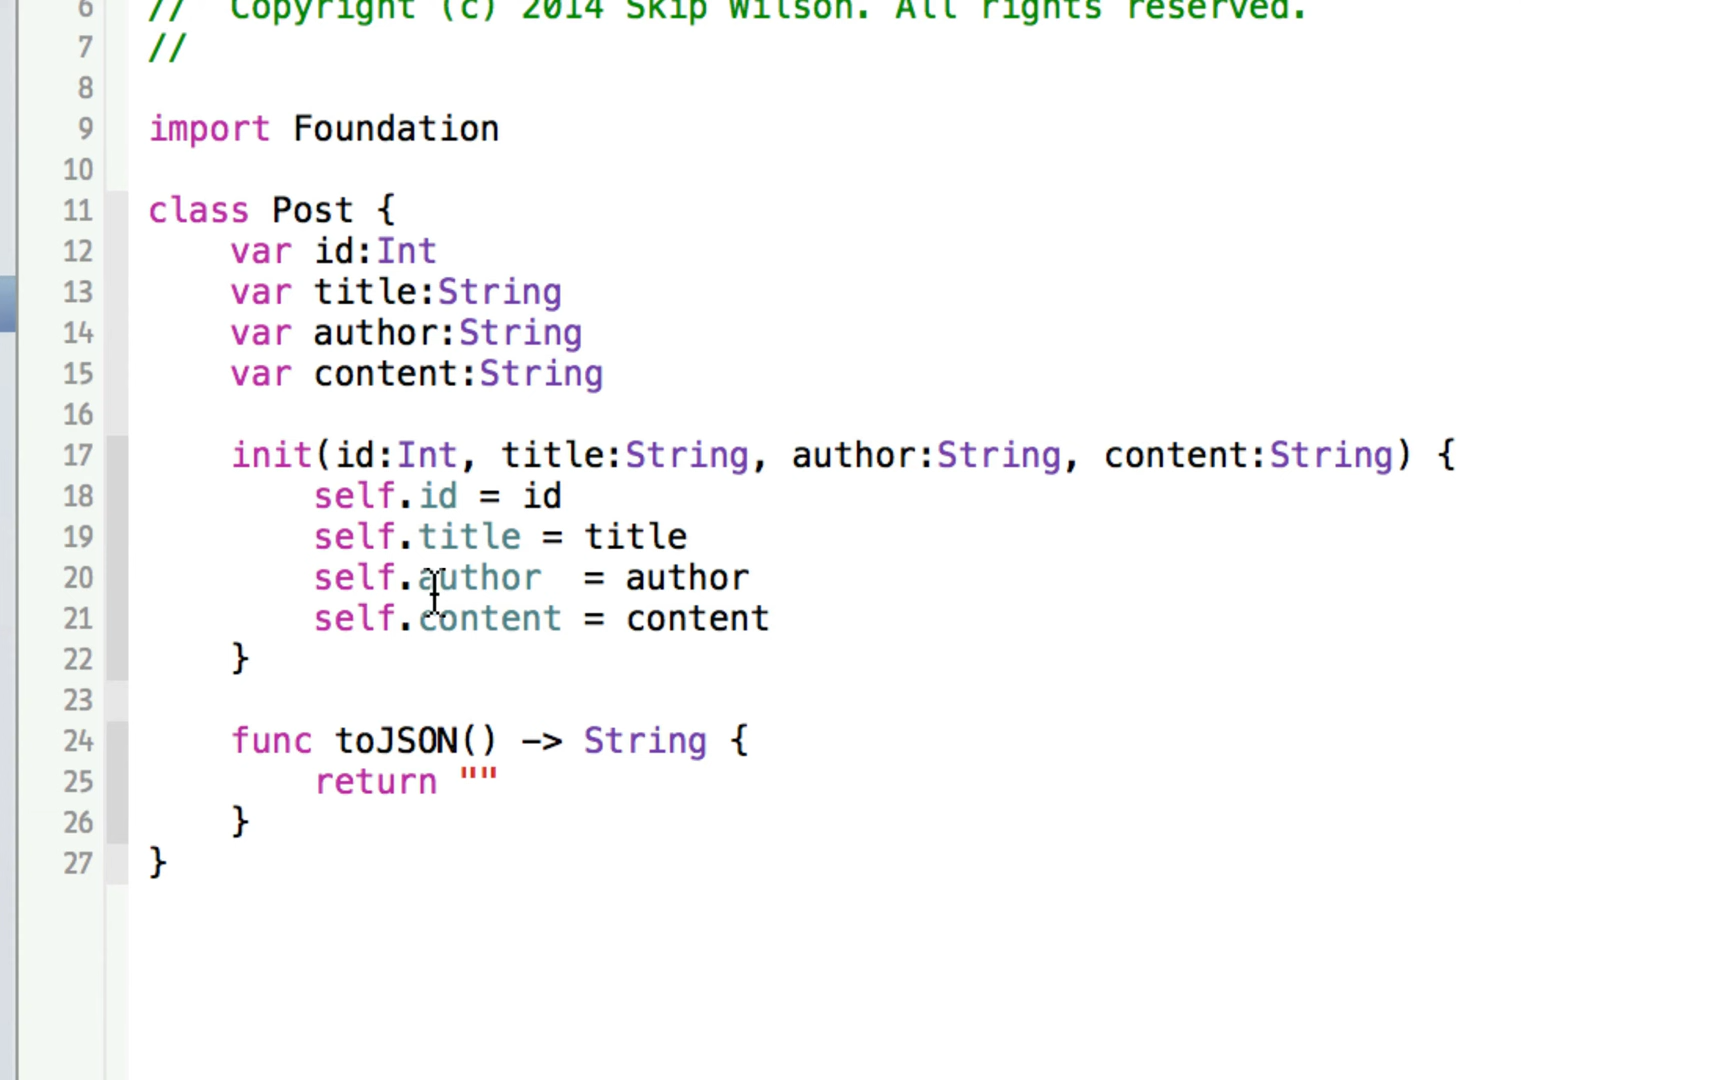 6 //  Copyright (c) 2014 Skip Wilson. All rights reserved.
7 //
8
9 import Foundation
10
11 class Post {
12     var id:Int
13     var title:String
14     var author:String
15     var content:String
16
17     init(id:Int, title:String, author:String, content:String) {
18         self.id = id
19         self.title = title
20         self.author  = author
21         self.content = content
22     }
23
24     func toJSON() -> String {
25         return ""
26     }
27 }